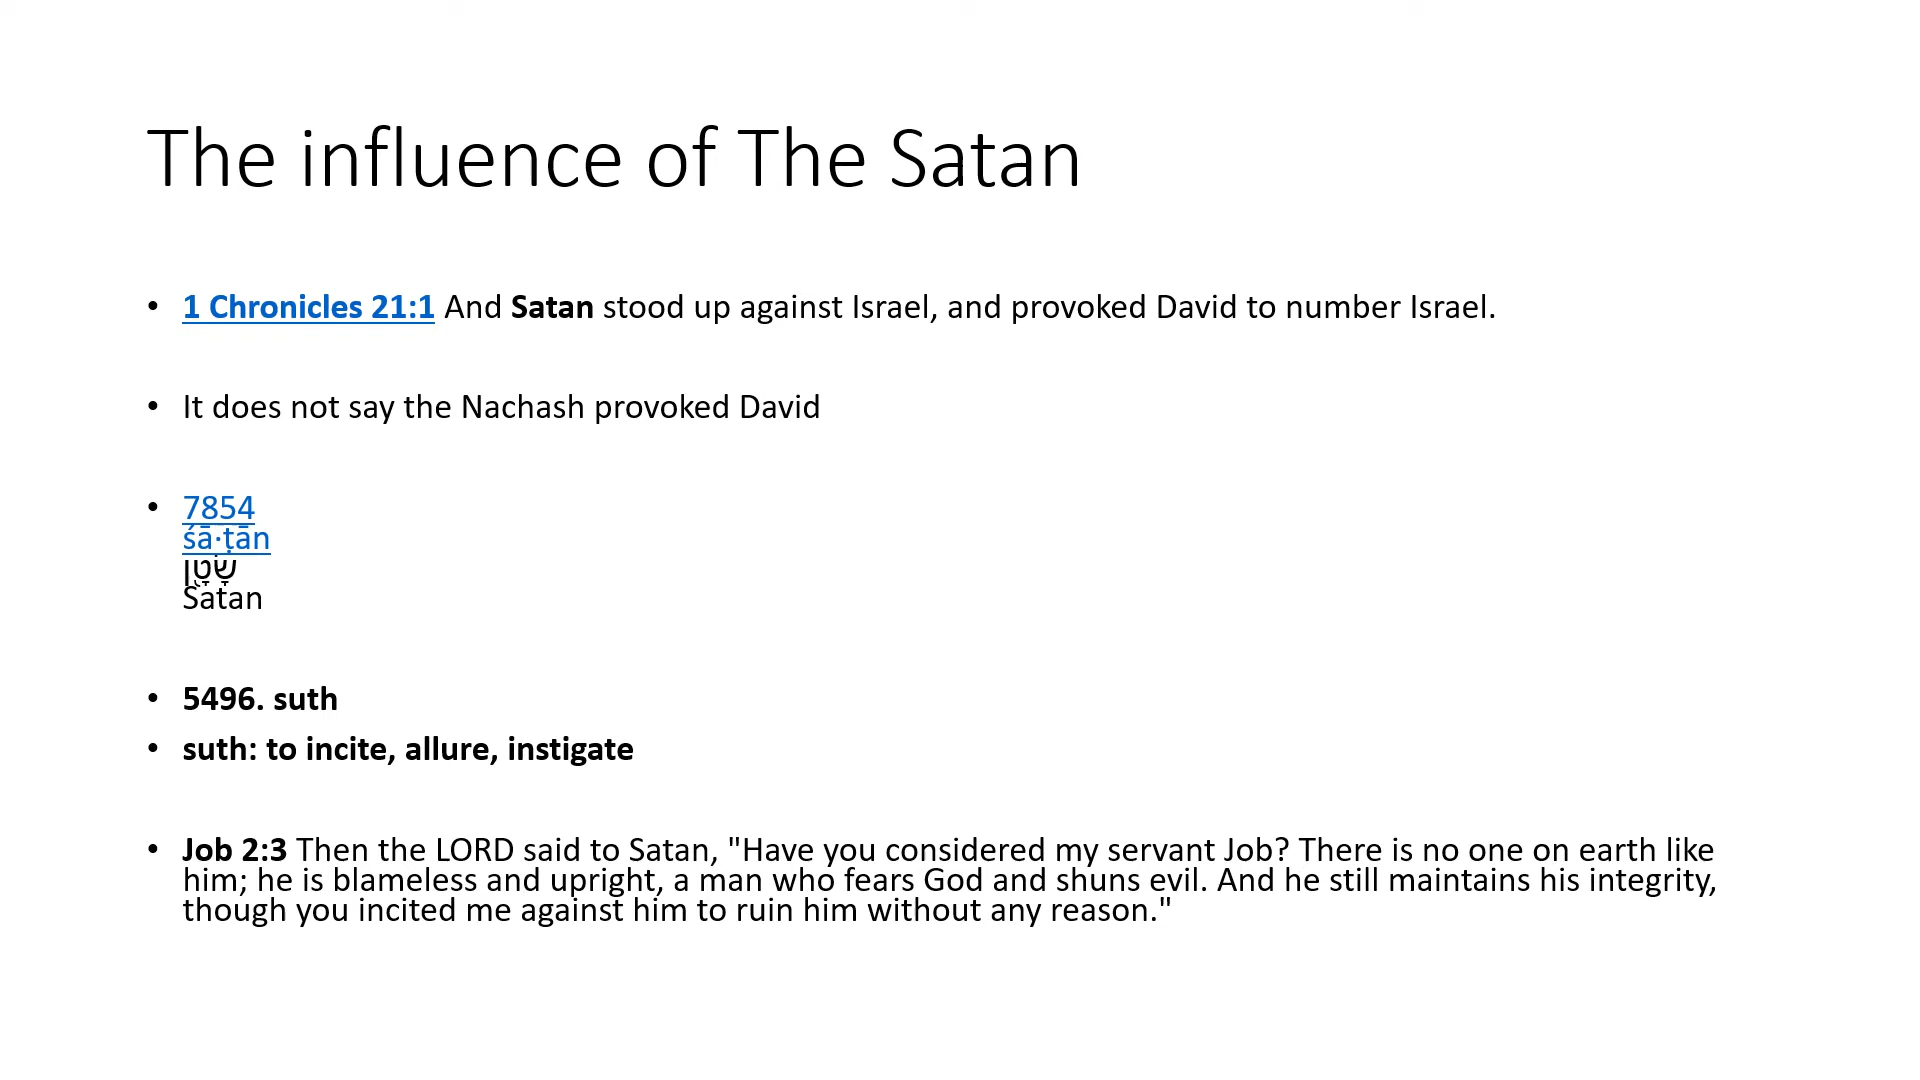 The influence of The Satan
• 1 Chronicles 21:1 And Satan stood up against Israel, and provoked David to number Israel.
• It does not say the Nachash provoked David
• 7854
śā·ṭān
שָׂטָ֖ן
Satan
• 5496. suth
• suth: to incite, allure, instigate
• Job 2:3 Then the LORD said to Satan, "Have you considered my servant Job? There is no one on earth like
him; he is blameless and upright, a man who fears God and shuns evil. And he still maintains his integrity,
though you incited me against him to ruin him without any reason."